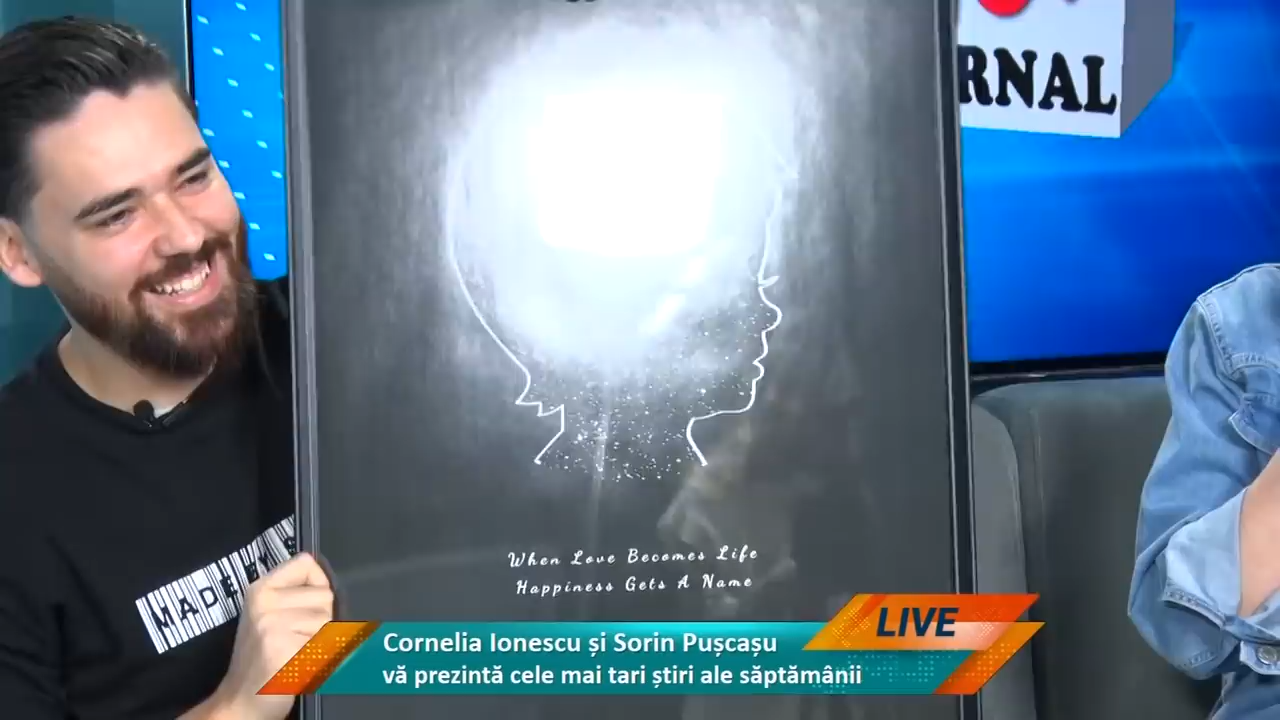 RNAL
When Love Becomes Life
Happiness Gets A Name
MADE
LIVE
Cornelia Ionescu și Sorin Pușcașu
vă prezintă cele mai tari știri ale săptămânii